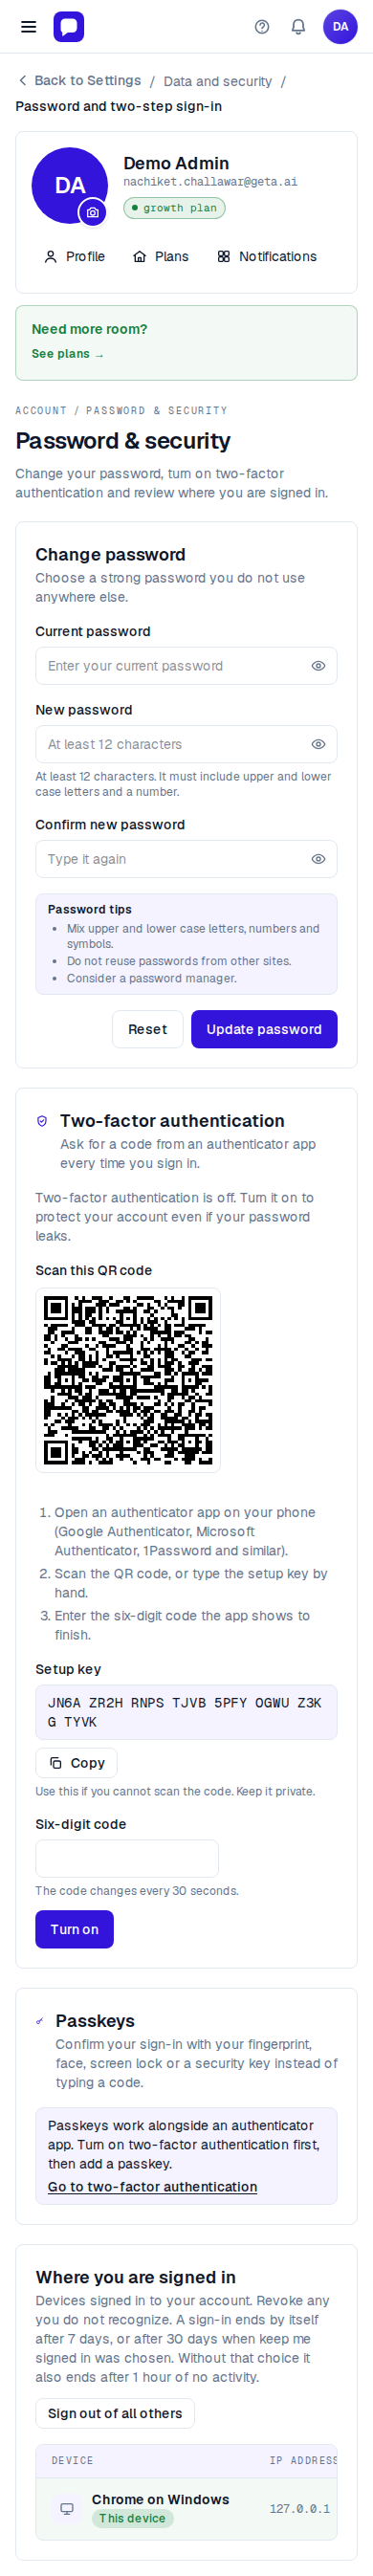 DA
Back to Settings / Data and security /
Password and two-step sign-in
DA
Demo Admin
nachiket.challawar@geta.ai
growth plan
Profile Plans Notifications
Need more room?
See plans →
ACCOUNT / PASSWORD & SECURITY
Password & security
Change your password, turn on two-factor
authentication and review where you are signed in.
Change password
Choose a strong password you do not use
anywhere else.
Current password
Enter your current password
New password
At least 12 characters
At least 12 characters. It must include upper and lower
case letters and a number.
Confirm new password
Type it again
Password tips
• Mix upper and lower case letters, numbers and
symbols.
• Do not reuse passwords from other sites.
• Consider a password manager.
Reset Update password
Two-factor authentication
Ask for a code from an authenticator app
every time you sign in.
Two-factor authentication is off. Turn it on to
protect your account even if your password
leaks.
Scan this QR code
1. Open an authenticator app on your phone
(Google Authenticator, Microsoft
Authenticator, 1Password and similar).
2. Scan the QR code, or type the setup key by
hand.
3. Enter the six-digit code the app shows to
finish.
Setup key
JN6A ZR2H RNPS TJVB 5PFY OGWU Z3K
G TYVK
Copy
Use this if you cannot scan the code. Keep it private.
Six-digit code
The code changes every 30 seconds.
Turn on
Passkeys
Confirm your sign-in with your fingerprint,
face, screen lock or a security key instead of
typing a code.
Passkeys work alongside an authenticator
app. Turn on two-factor authentication first,
then add a passkey.
Go to two-factor authentication
Where you are signed in
Devices signed in to your account. Revoke any
you do not recognize. A sign-in ends by itself
after 7 days, or after 30 days when keep me
signed in was chosen. Without that choice it
also ends after 1 hour of no activity.
Sign out of all others
DEVICE IP ADDRESS
Chrome on Windows 127.0.0.1
This device